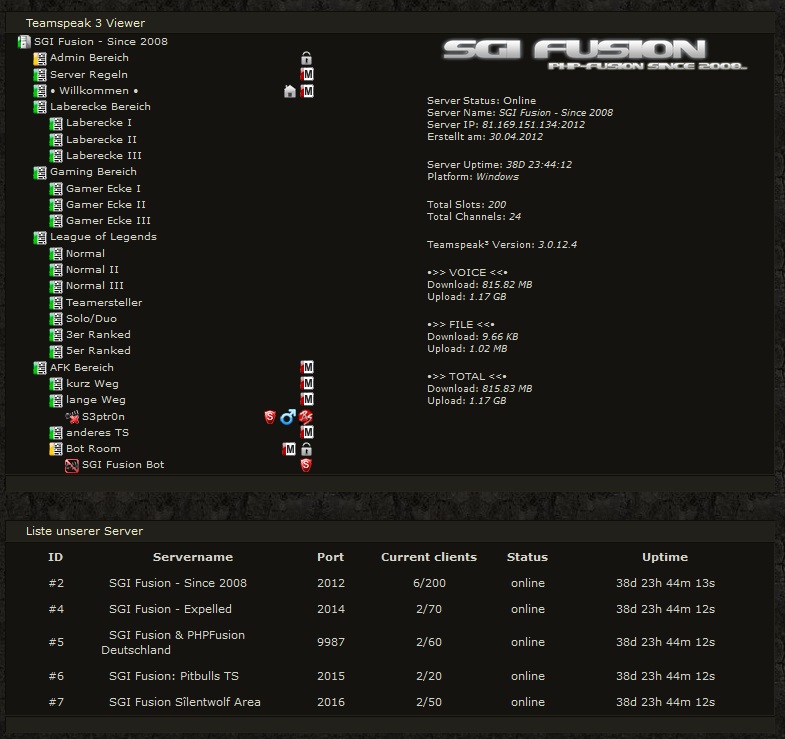 Teamspeak 3 Viewer
SGI Fusion - Since 2008
Admin Bereich
Server Regeln
M
• Willkommen •
M
Laberecke Bereich
Laberecke I
Laberecke II
Laberecke III
Gaming Bereich
Gamer Ecke I
Gamer Ecke II
Gamer Ecke III
League of Legends
Normal
Normal II
Normal III
Teamersteller
Solo/Duo
3er Ranked
5er Ranked
AFK Bereich
M
kurz Weg
M
lange Weg
M
S3ptr0n
S
anderes TS
M
Bot Room
M
SGI Fusion Bot
S
SGI FUSION
PHP-FUSION SINCE 2008..
Server Status: Online
Server Name: SGI Fusion - Since 2008
Server IP: 81.169.151.134:2012
Erstellt am: 30.04.2012
Server Uptime: 38D 23:44:12
Platform: Windows
Total Slots: 200
Total Channels: 24
Teamspeak³ Version: 3.0.12.4
•>> VOICE <<•
Download: 815.82 MB
Upload: 1.17 GB
•>> FILE <<•
Download: 9.66 KB
Upload: 1.02 MB
•>> TOTAL <<•
Download: 815.83 MB
Upload: 1.17 GB
Liste unserer Server
ID Servername Port Current clients Status Uptime
#2 SGI Fusion - Since 2008 2012 6/200 online 38d 23h 44m 13s
#4 SGI Fusion - Expelled 2014 2/70 online 38d 23h 44m 12s
#5 SGI Fusion & PHPFusion Deutschland 9987 2/60 online 38d 23h 44m 12s
#6 SGI Fusion: Pitbulls TS 2015 2/20 online 38d 23h 44m 12s
#7 SGI Fusion Sîlentwolf Area 2016 2/50 online 38d 23h 44m 12s